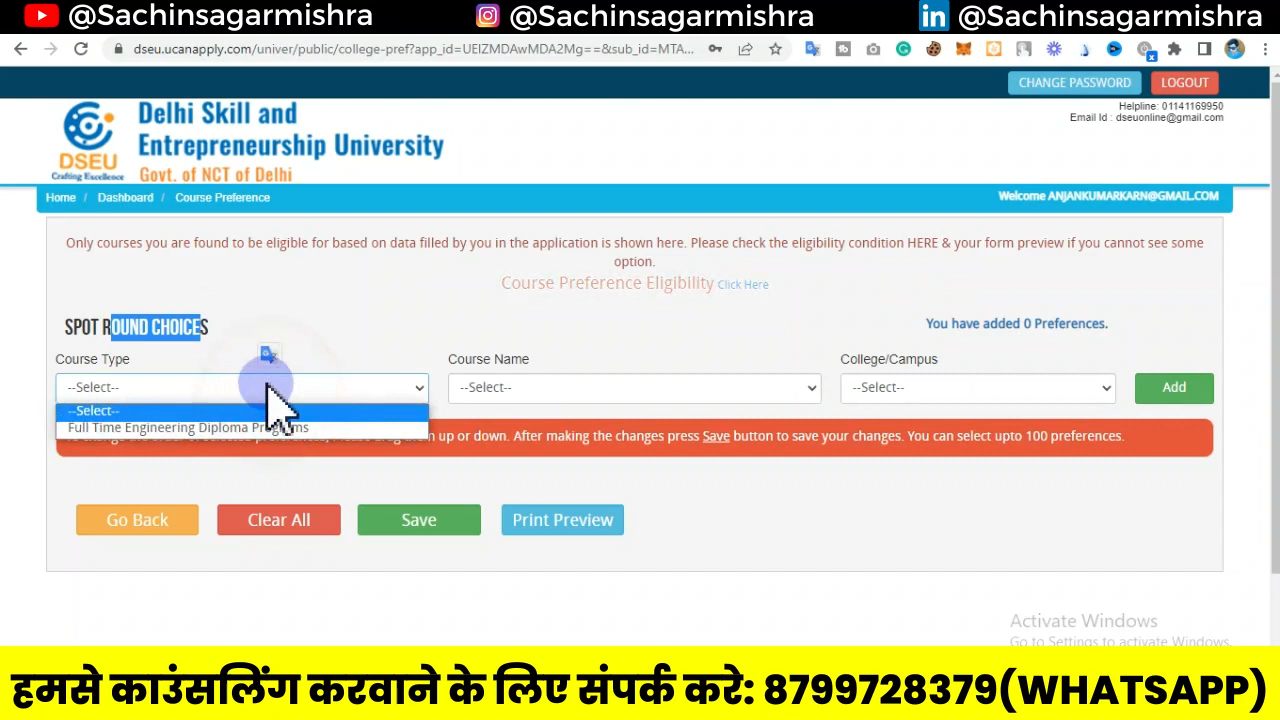 @Sachinsagarmishra @Sachinsagarmishra @Sachinsagarmishra
dseu.ucanapply.com/univer/public/college-pref?app_id=UEIZMDAwMDA2Mg==&sub_id=MTA...
CHANGE PASSWORD LOGOUT
Helpline: 01141169950
Email Id : dseuonline@gmail.com
Delhi Skill and
Entrepreneurship University
Govt. of NCT of Delhi
DSEU
Crafting Excellence
Home / Dashboard / Course Preference Welcome ANJANKUMARKARN@GMAIL.COM
Only courses you are found to be eligible for based on data filled by you in the application is shown here. Please check the eligibility condition HERE & your form preview if you cannot see some
option.
Course Preference Eligibility Click Here
SPOT ROUND CHOICES You have added 0 Preferences.
Course Type Course Name College/Campus
--Select-- --Select-- --Select-- Add
--Select--
Full Time Engineering Diploma Programs
up or down. After making the changes press Save button to save your changes. You can select upto 100 preferences.
Go Back Clear All Save Print Preview
Activate Windows
Go to Settings to activate Windows.
हमसे काउंसलिंग करवाने के लिए संपर्क करे: 8799728379(WHATSAPP)